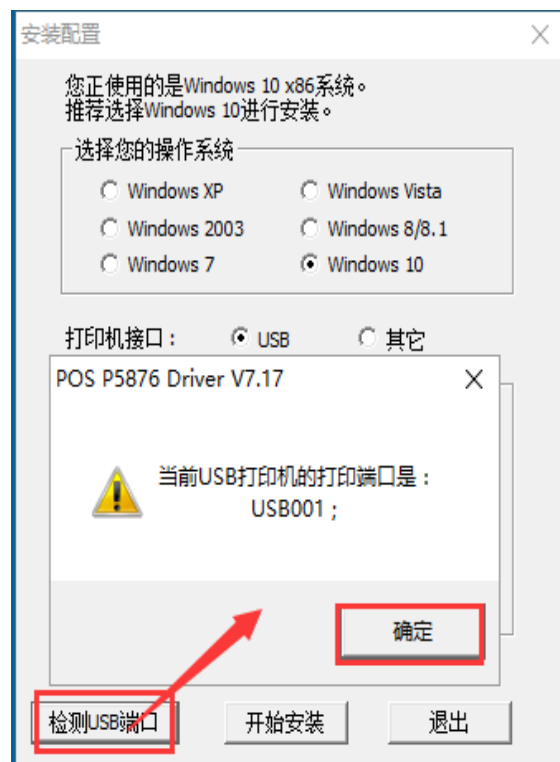 安装配置
您正使用的是Windows 10 x86系统。
推荐选择Windows 10进行安装。
选择您的操作系统
Windows XP
Windows Vista
Windows 2003
Windows 8/8.1
Windows 7
Windows 10
打印机接口： USB 其它
POS P5876 Driver V7.17
当前USB打印机的打印端口是：
USB001；
确定
检测USB端口
开始安装
退出